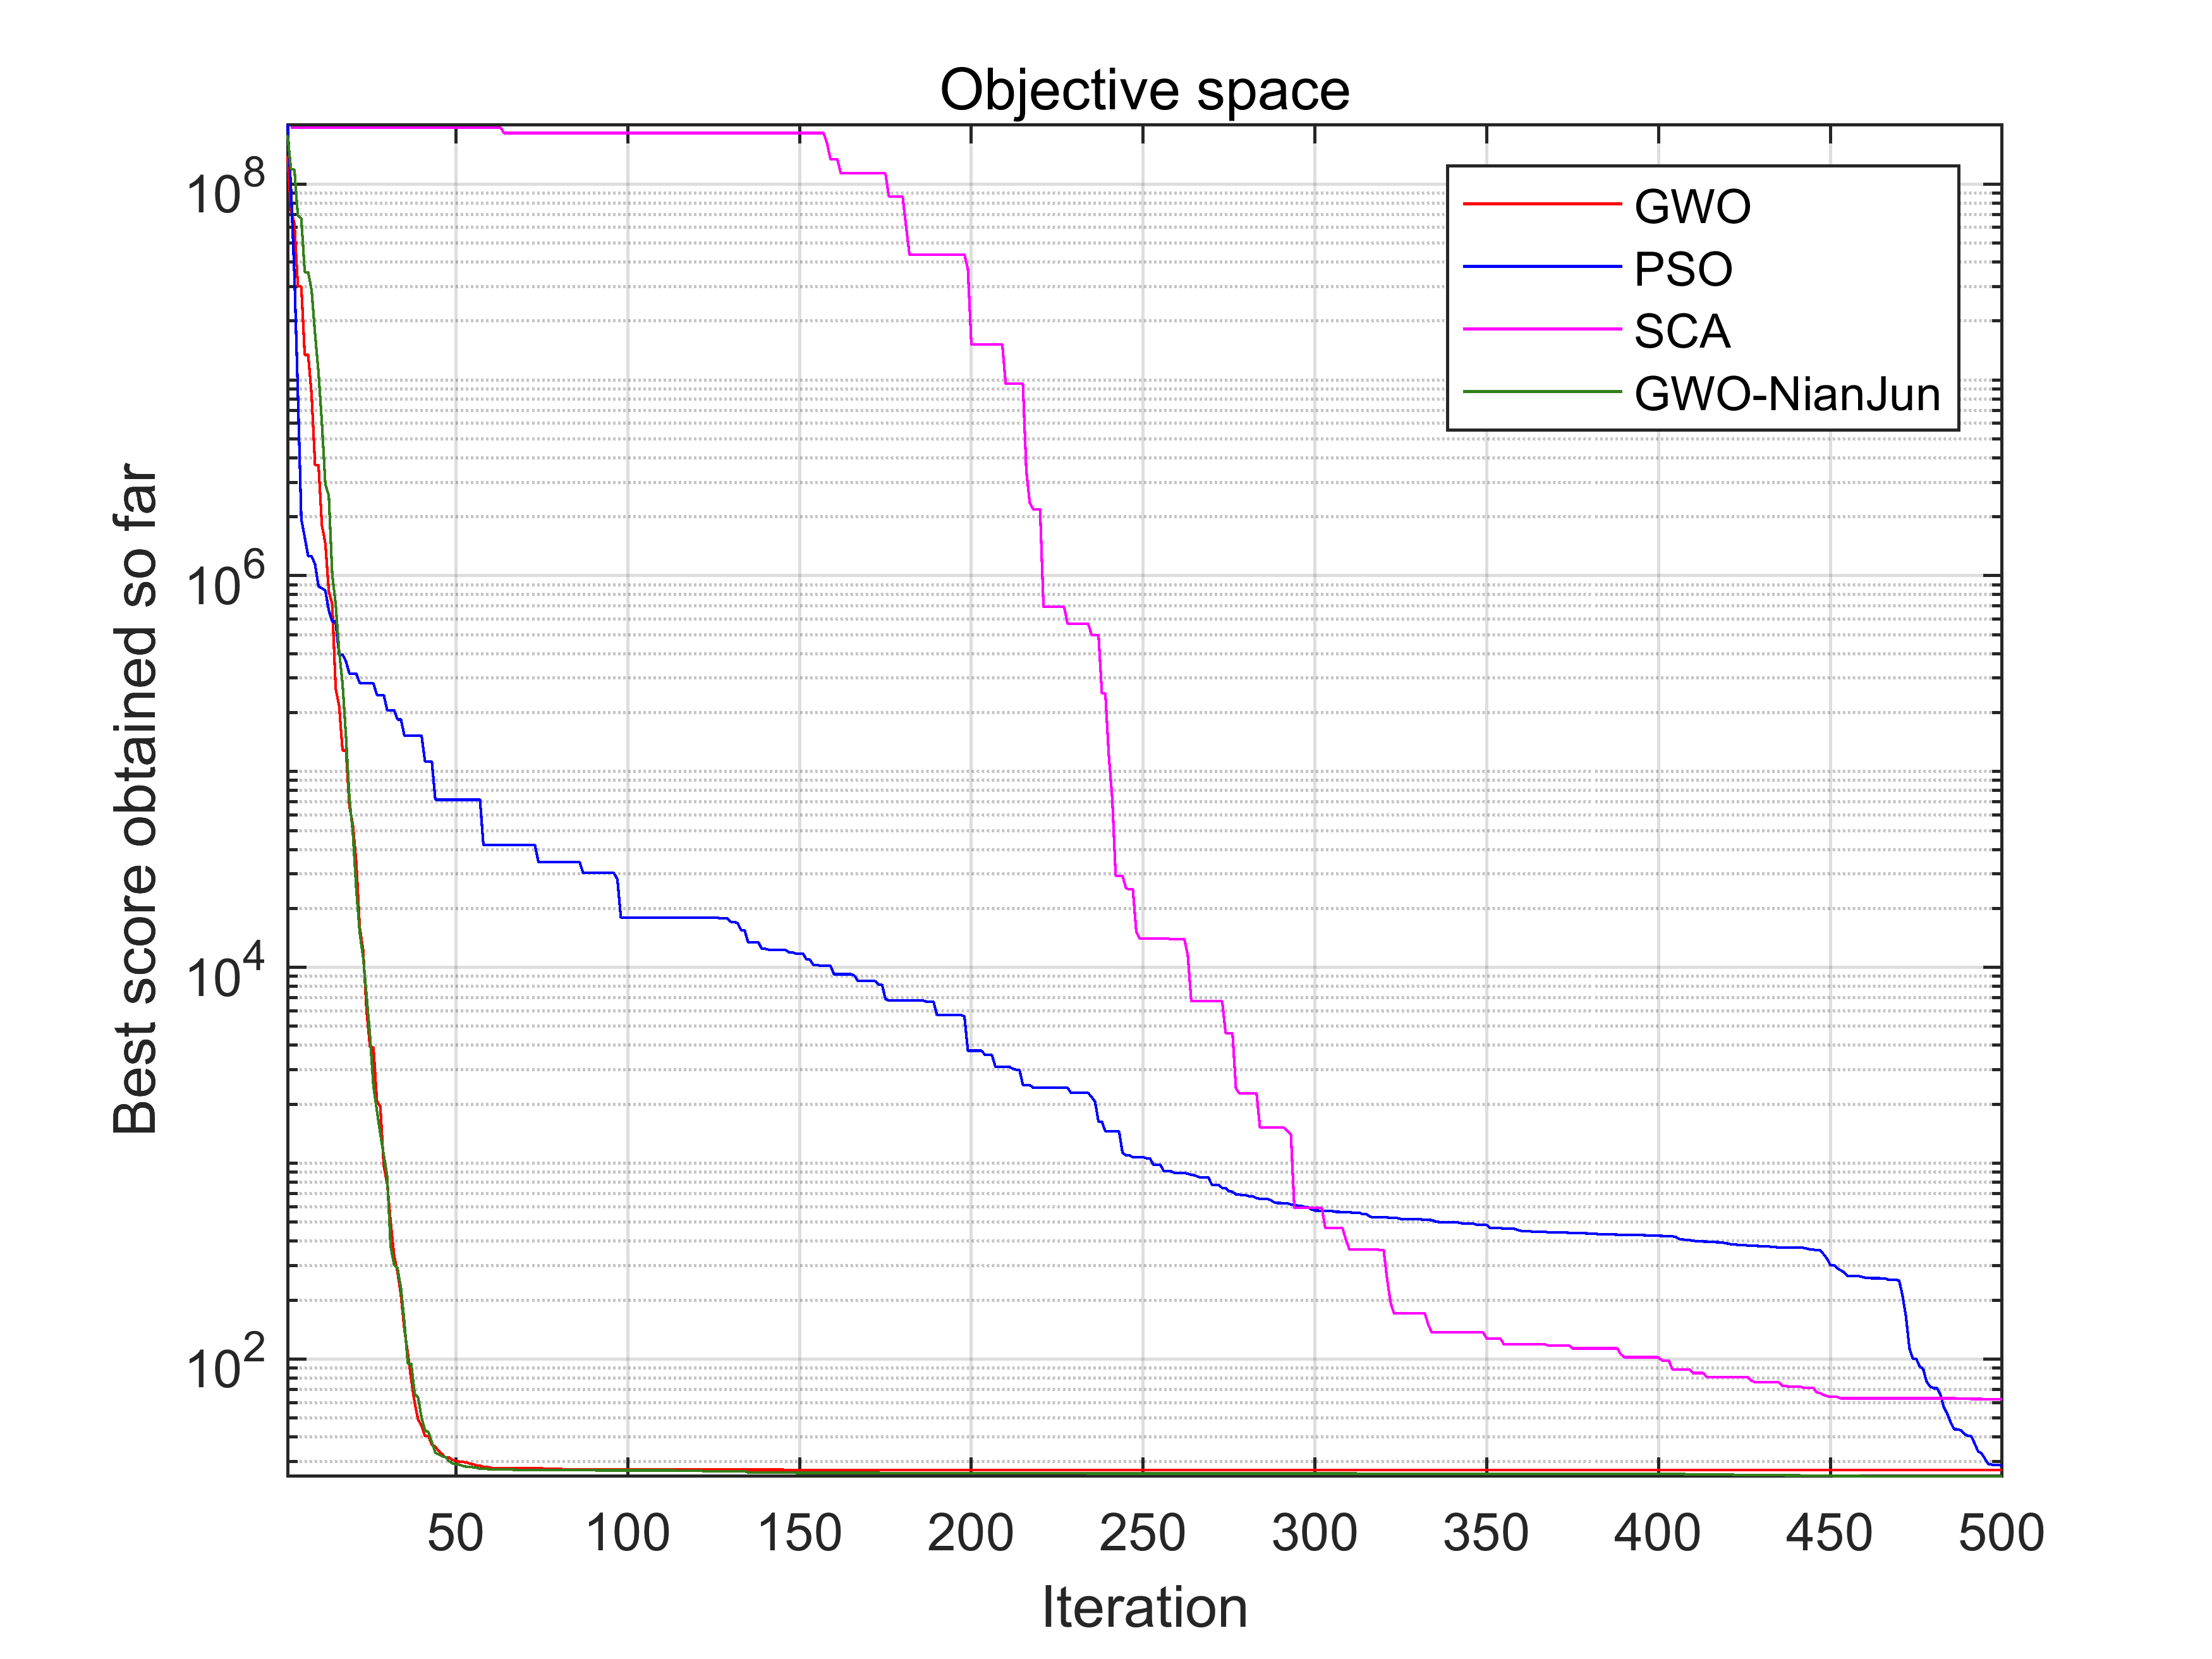 Objective space
Best score obtained so far
10^8
10^6
10^4
10^2
GWO
PSO
SCA
GWO-NianJun
50 100 150 200 250 300 350 400 450 500
Iteration